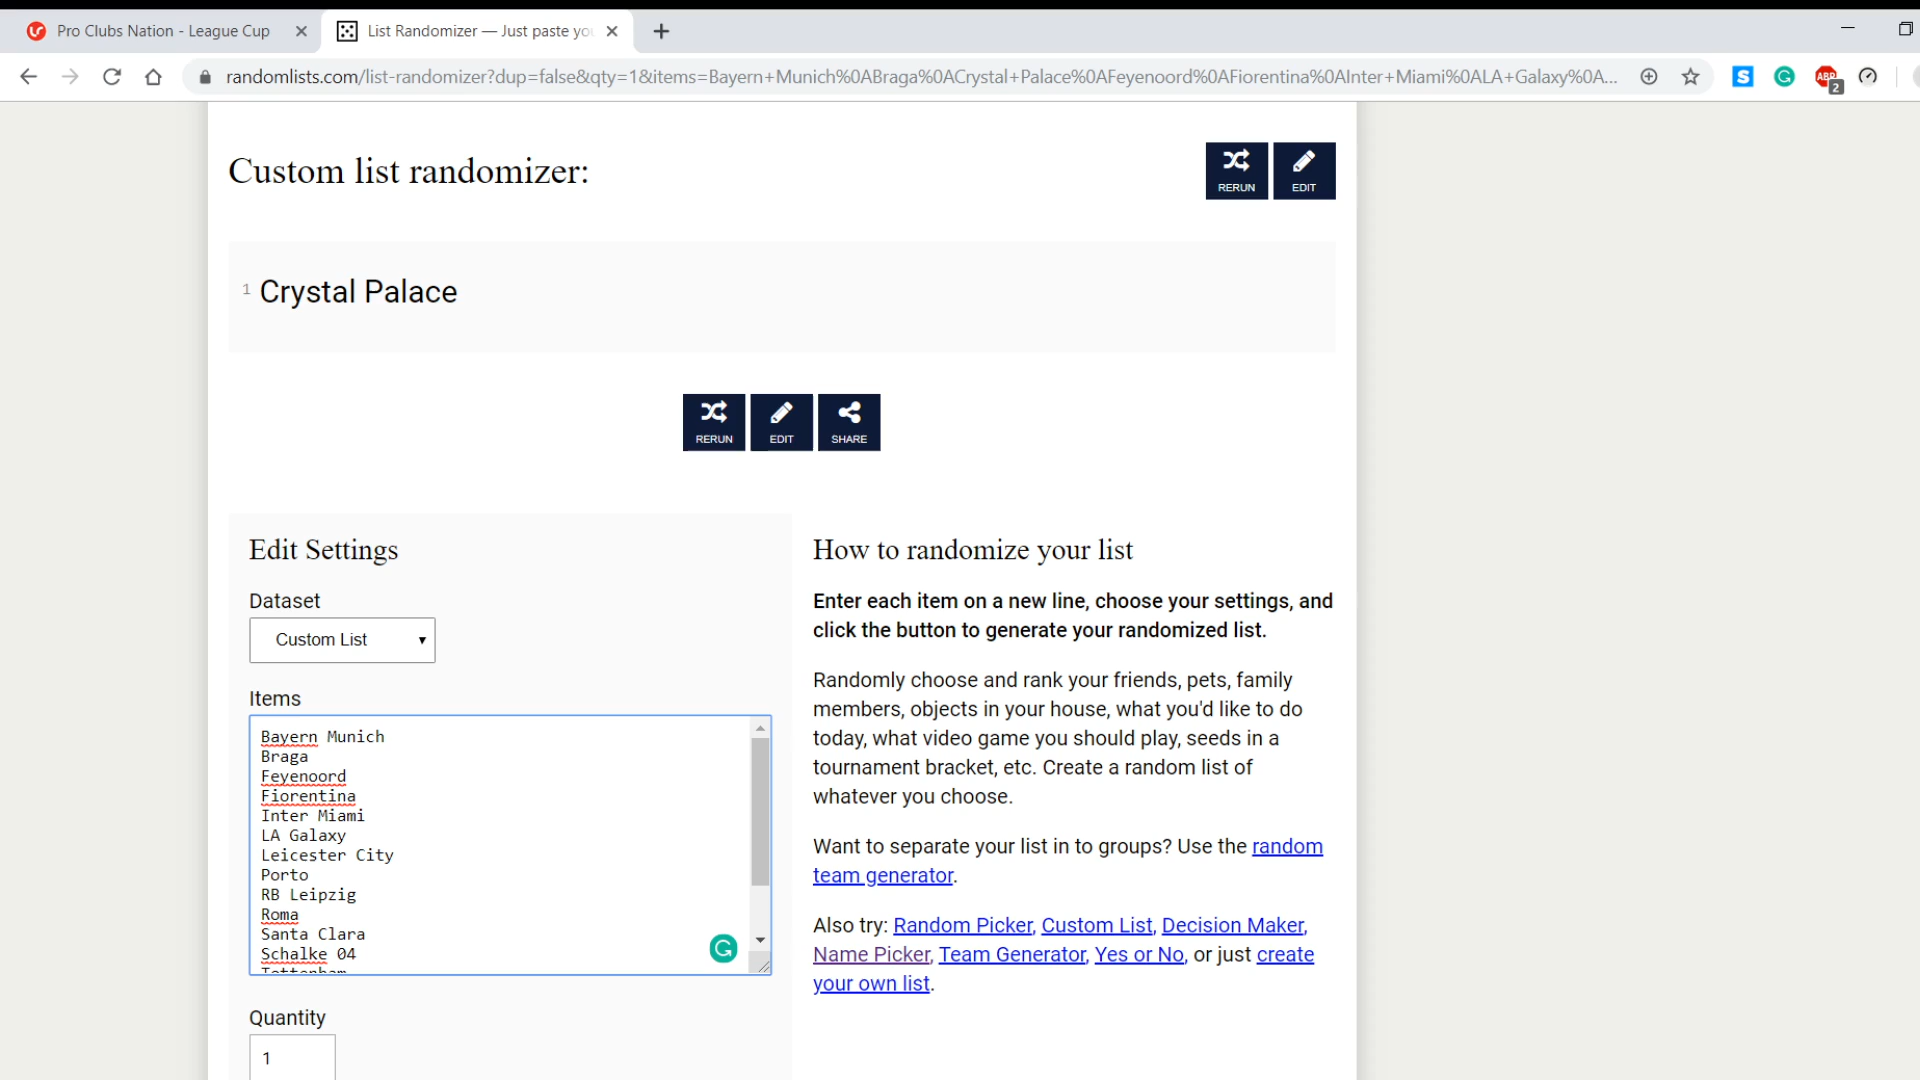 Pro Clubs Nation - League Cup
List Randomizer — Just paste yo
randomlists.com/list-randomizer?dup=false&qty=1&items=Bayern+Munich%0ABraga%0ACrystal+Palace%0AFeyenoord%0AFiorentina%0AInter+Miami%0ALA+Galaxy%0A...
ABP
2
Custom list randomizer:
RERUN
EDIT
1 Crystal Palace
RERUN
EDIT
SHARE
Edit Settings
Dataset
Custom List
Items
Bayern Munich
Braga
Feyenoord
Fiorentina
Inter Miami
LA Galaxy
Leicester City
Porto
RB Leipzig
Roma
Santa Clara
Schalke 04
Tottenham
Quantity
1
How to randomize your list
Enter each item on a new line, choose your settings, and
click the button to generate your randomized list.
Randomly choose and rank your friends, pets, family
members, objects in your house, what you'd like to do
today, what video game you should play, seeds in a
tournament bracket, etc. Create a random list of
whatever you choose.
Want to separate your list in to groups? Use the random
team generator.
Also try: Random Picker, Custom List, Decision Maker,
Name Picker, Team Generator, Yes or No, or just create
your own list.